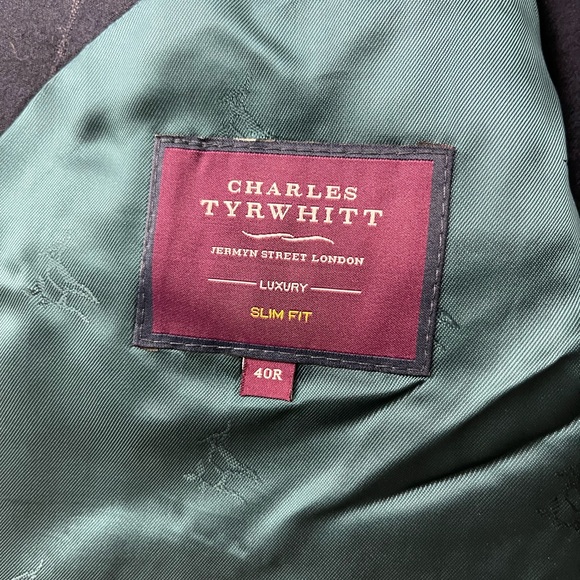 CHARLES
TYRWHITT
JERMYN STREET LONDON
LUXURY
SLIM FIT
40R